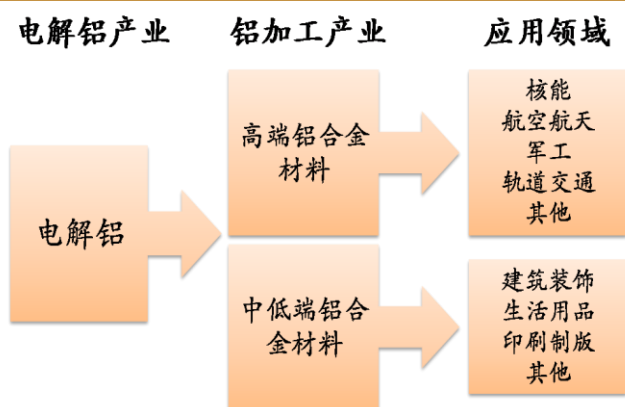 电解铝产业
铝加工产业
应用领域
电解铝
高端铝合金
材料
核能
航空航天
军工
轨道交通
其他
中低端铝合
金材料
建筑装饰
生活用品
印刷制版
其他